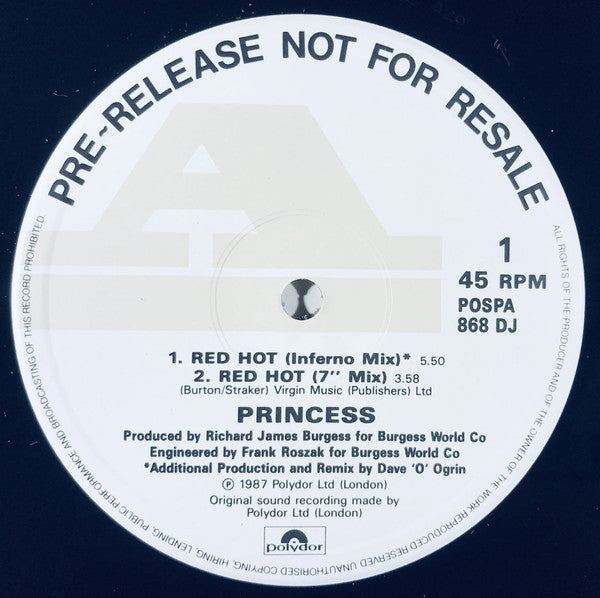 PRE-RELEASE NOT FOR RESALE
A
1
45 RPM
POSPA
868 DJ
1. RED HOT (Inferno Mix)* 5.50
2. RED HOT (7" Mix) 3.58
(Burton/Straker) Virgin Music (Publishers) Ltd
PRINCESS
Produced by Richard James Burgess for Burgess World Co
Engineered by Frank Roszak for Burgess World Co
*Additional Production and Remix by Dave 'O' Ogrin
℗ 1987 Polydor Ltd (London)
Original sound recording made by
Polydor Ltd (London)
polydor
ALL RIGHTS OF THE PRODUCER AND OF THE OWNER OF THE WORK REPRODUCED RESERVED UNAUTHORISED COPYING, HIRING, LENDING, PUBLIC PERFORMANCE AND BROADCASTING OF THIS RECORD PROHIBITED.